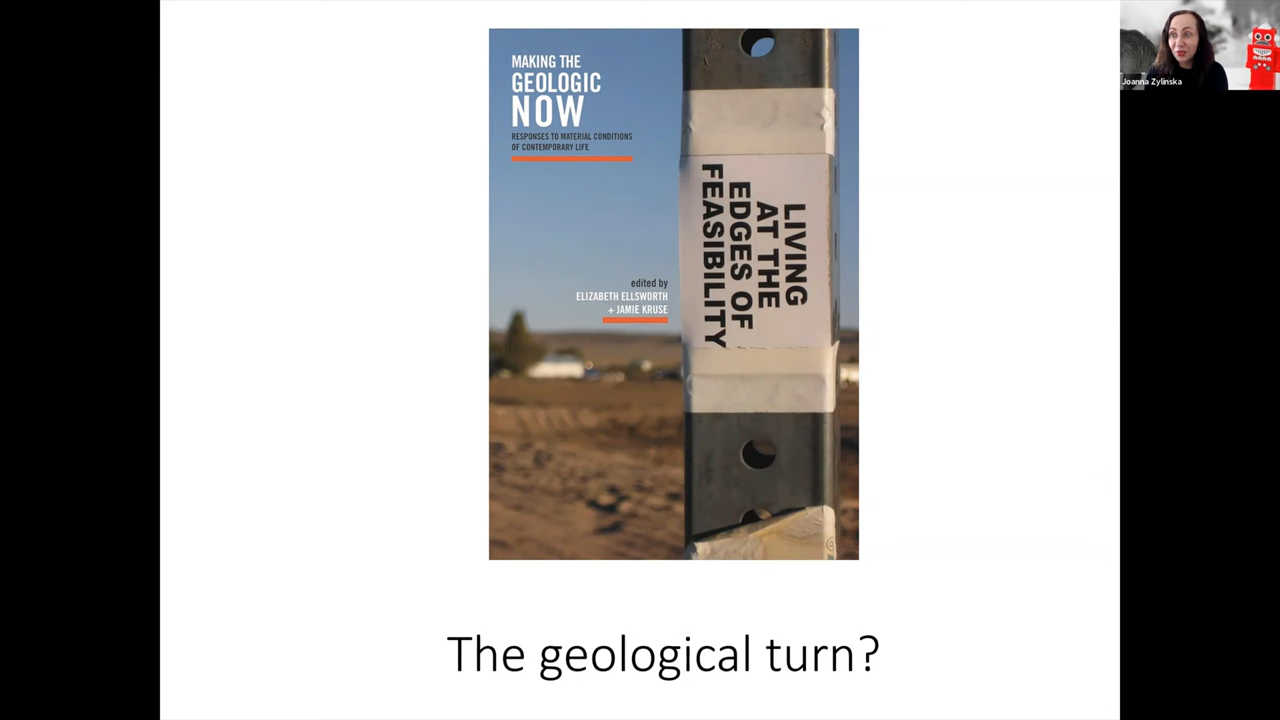 MAKING THE
GEOLOGIC
NOW
RESPONSES TO MATERIAL CONDITIONS
OF CONTEMPORARY LIFE
edited by
ELIZABETH ELLSWORTH
+ JAMIE KRUSE
LIVING
AT THE
EDGES OF
FEASIBILITY
The geological turn?
Joanna Zylinska